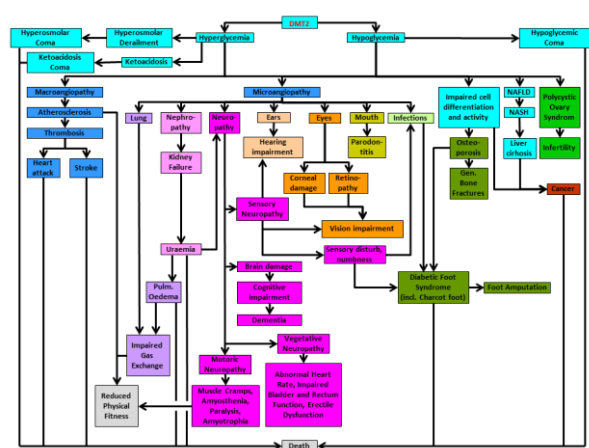 DMT2
Hyperosmolar
Coma
Hyperosmolar
Derailment
Hyperglycemia
Hypoglycemia
Hypoglycemic
Coma
Ketoacidosis
Coma
Ketoacidosis
Macroangiopathy
Microangiopathy
Impaired cell
differentiation
and activity
NAFLD
Polycystic
Ovary
Syndrom
Atherosclerosis
NASH
Lung
Nephro-
pathy
Neuro-
pathy
Ears
Eyes
Mouth
Infections
Thrombosis
Hearing
impairment
Parodon-
titis
Osteo-
porosis
Liver
cirhosis
infertility
Heart
attack
Stroke
Kidney
Failure
Corneal
damage
Retino-
pathy
Gen.
Bone
Fractures
Cancer
Sensory
Neuropathy
Vision impairment
Uraemia
Sensory disturb,
numbness
Brain damage
Diabetic Foot
Syndrome
(incl. Charcot foot)
Foot Amputation
Pulm.
Oedema
Cognitive
impairment
Dementia
Impaired
Gas
Exchange
Vegetative
Neuropathy
Motoric
Neuropathy
Abnormal Heart
Rate, Impaired
Bladder and Rectum
Function, Erectile
Dysfunction
Reduced
Physical
Fitness
Muscle Cramps,
Amyosthenia,
Paralysis,
Amyotrophia
Death